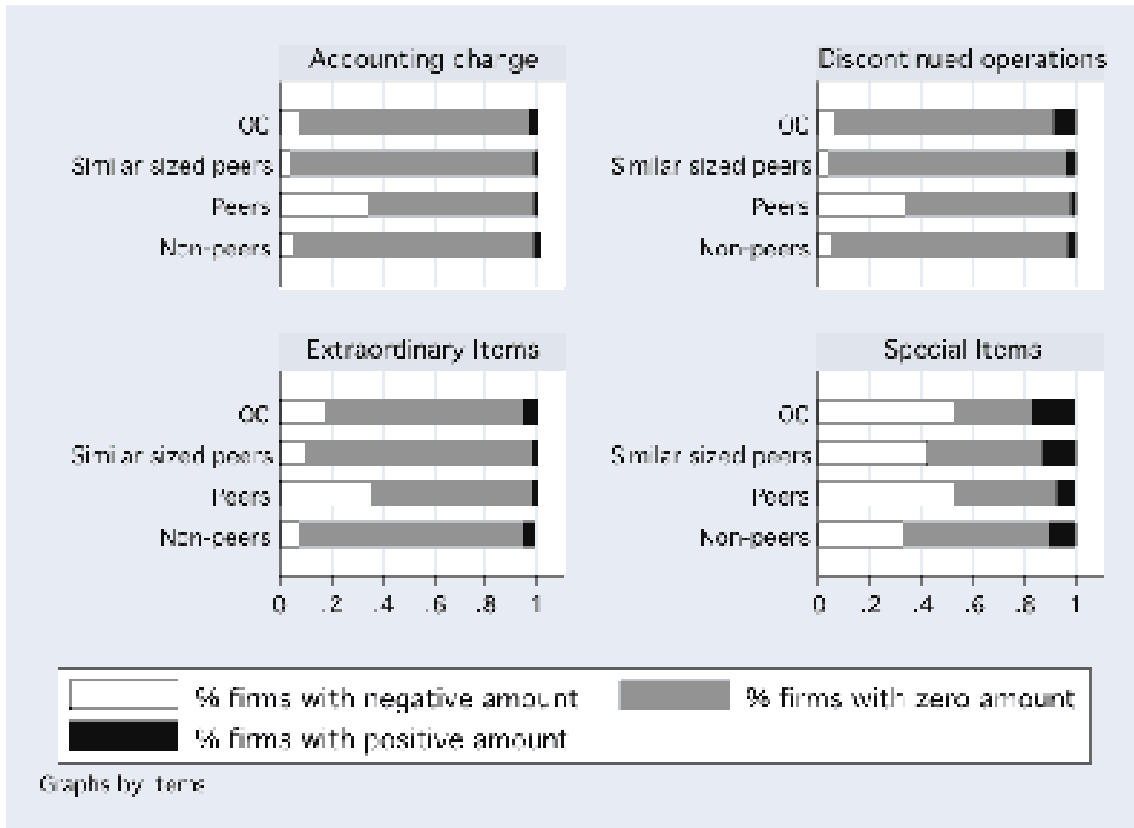 Accounting change
OC
Similar sized peers
Peers
Non-peers
Discontinued operations
OC
Similar sized peers
Peers
Non-peers
Extraordinary Items
OC
Similar sized peers
Peers
Non-peers
0 .2 .4 .6 .8 1
Special Items
OC
Similar sized peers
Peers
Non-peers
0 .2 .4 .6 .8 1
% firms with negative amount
% firms with zero amount
% firms with positive amount
Graphs by items